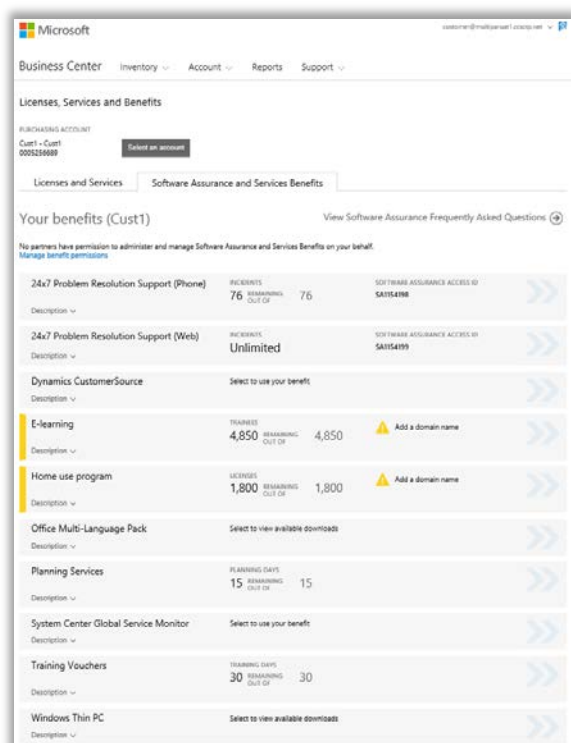 Microsoft
Business Center Inventory Account Reports Support
Licenses, Services and Benefits
PURCHASING ACCOUNT
Cust1 - Cust1
0005256689
Select an account
Licenses and Services Software Assurance and Services Benefits
Your benefits (Cust1) View Software Assurance Frequently Asked Questions
No partners have permission to administer and manage Software Assurance and Services Benefits on your behalf.
Manage benefit permissions
24x7 Problem Resolution Support (Phone) INCIDENTS SOFTWARE ASSURANCE ACCESS ID
76 REMAINING OUT OF 76 SA1154198
Description
24x7 Problem Resolution Support (Web) INCIDENTS SOFTWARE ASSURANCE ACCESS ID
Unlimited SA1154199
Description
Dynamics CustomerSource Select to use your benefit
Description
E-learning TRAINEES
4,850 REMAINING OUT OF 4,850 Add a domain name
Description
Home use program LICENSES
1,800 REMAINING OUT OF 1,800 Add a domain name
Description
Office Multi-Language Pack Select to view available downloads
Description
Planning Services PLANNING DAYS
15 REMAINING OUT OF 15
Description
System Center Global Service Monitor Select to use your benefit
Description
Training Vouchers TRAINING DAYS
30 REMAINING OUT OF 30
Description
Windows Thin PC Select to view available downloads
Description